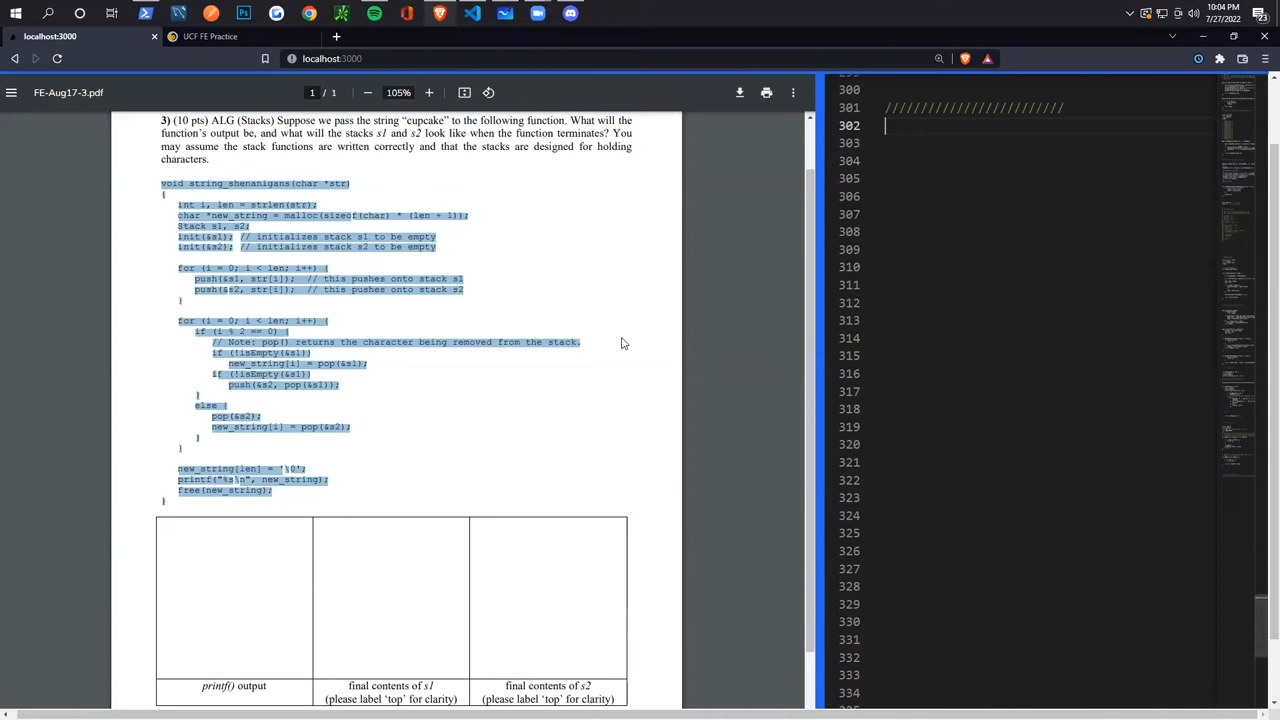 10:04 PM
7/27/2022
23
localhost:3000
UCF FE Practice
localhost:3000
FE-Aug17-3.pdf
1 / 1
105%
3) (10 pts) ALG (Stacks) Suppose we pass the string “cupcake” to the following function. What will the
function’s output be, and what will the stacks s1 and s2 look like when the function terminates? You
may assume the stack functions are written correctly and that the stacks are designed for holding
characters.
void string_shenanigans(char *str)
{
int i, len = strlen(str);
char *new_string = malloc(sizeof(char) * (len + 1));
Stack s1, s2;
init(&s1); // initializes stack s1 to be empty
init(&s2); // initializes stack s2 to be empty
for (i = 0; i < len; i++) {
push(&s1, str[i]); // this pushes onto stack s1
push(&s2, str[i]); // this pushes onto stack s2
}
for (i = 0; i < len; i++) {
if (i % 2 == 0) {
// Note: pop() returns the character being removed from the stack.
if (!isEmpty(&s1))
new_string[i] = pop(&s1);
if (!isEmpty(&s1))
push(&s2, pop(&s1));
}
else {
pop(&s2);
new_string[i] = pop(&s2);
}
}
new_string[len] = '\0';
printf("%s\n", new_string);
free(new_string);
}
printf() output
final contents of s1
(please label ‘top’ for clarity)
final contents of s2
(please label ‘top’ for clarity)
300
301 ////////////////////////
302
303
304
305
306
307
308
309
310
311
312
313
314
315
316
317
318
319
320
321
322
323
324
325
326
327
328
329
330
331
332
333
334